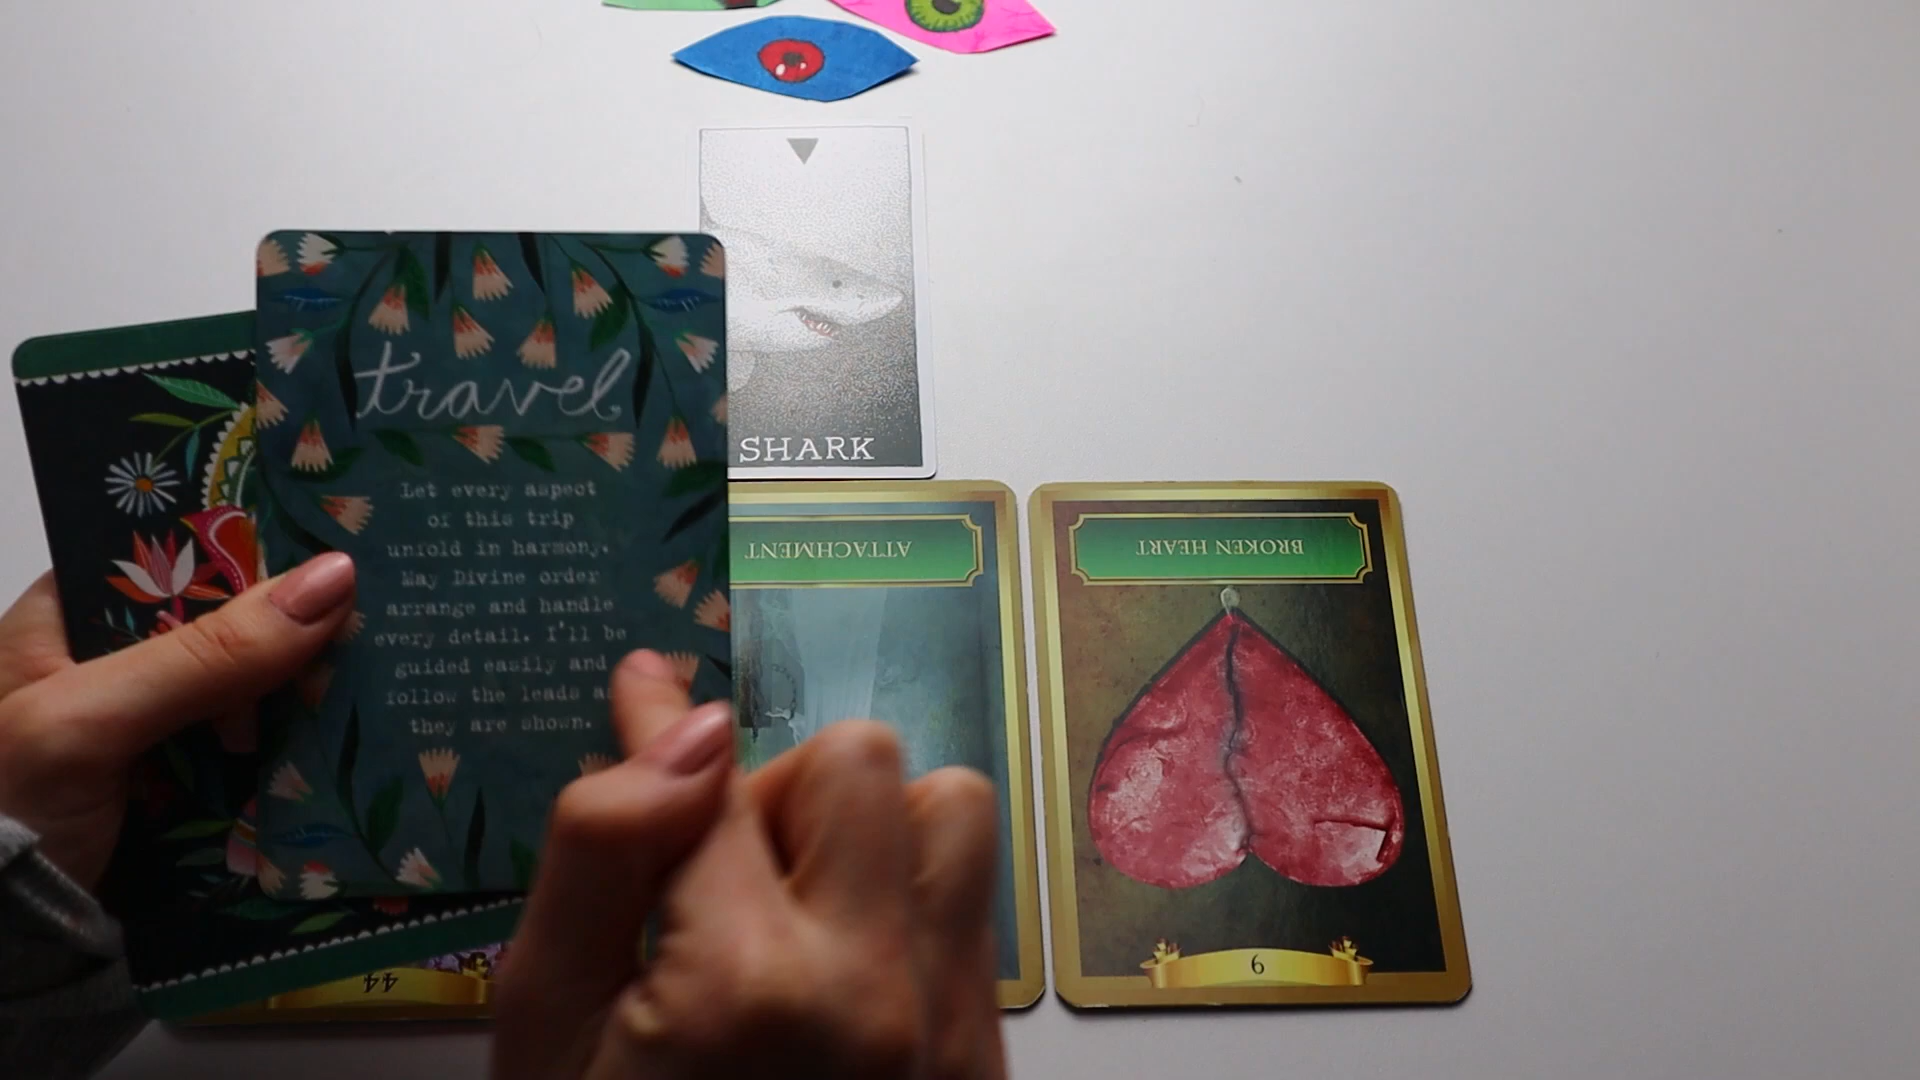 SHARK
travel
Let every aspect
of this trip
unfold in harmony.
May Divine order
arrange and handle
every detail. I'll be
guided easily and
follow the leads as
they are shown.
ATTACHMENT
BROKEN HEART
44
9